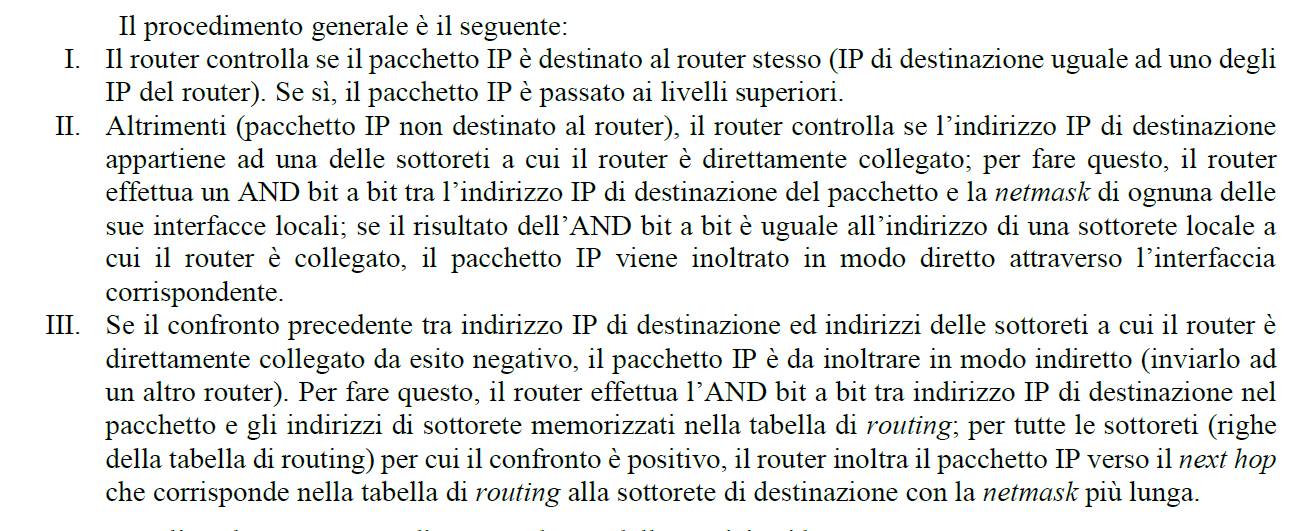 Il procedimento generale è il seguente:
I. Il router controlla se il pacchetto IP è destinato al router stesso (IP di destinazione uguale ad uno degli
IP del router). Se sì, il pacchetto IP è passato ai livelli superiori.
II. Altrimenti (pacchetto IP non destinato al router), il router controlla se l’indirizzo IP di destinazione
appartiene ad una delle sottoreti a cui il router è direttamente collegato; per fare questo, il router
effettua un AND bit a bit tra l’indirizzo IP di destinazione del pacchetto e la netmask di ognuna delle
sue interfacce locali; se il risultato dell’AND bit a bit è uguale all’indirizzo di una sottorete locale a
cui il router è collegato, il pacchetto IP viene inoltrato in modo diretto attraverso l’interfaccia
corrispondente.
III. Se il confronto precedente tra indirizzo IP di destinazione ed indirizzi delle sottoreti a cui il router è
direttamente collegato da esito negativo, il pacchetto IP è da inoltrare in modo indiretto (inviarlo ad
un altro router). Per fare questo, il router effettua l’AND bit a bit tra indirizzo IP di destinazione nel
pacchetto e gli indirizzi di sottorete memorizzati nella tabella di routing; per tutte le sottoreti (righe
della tabella di routing) per cui il confronto è positivo, il router inoltra il pacchetto IP verso il next hop
che corrisponde nella tabella di routing alla sottorete di destinazione con la netmask più lunga.